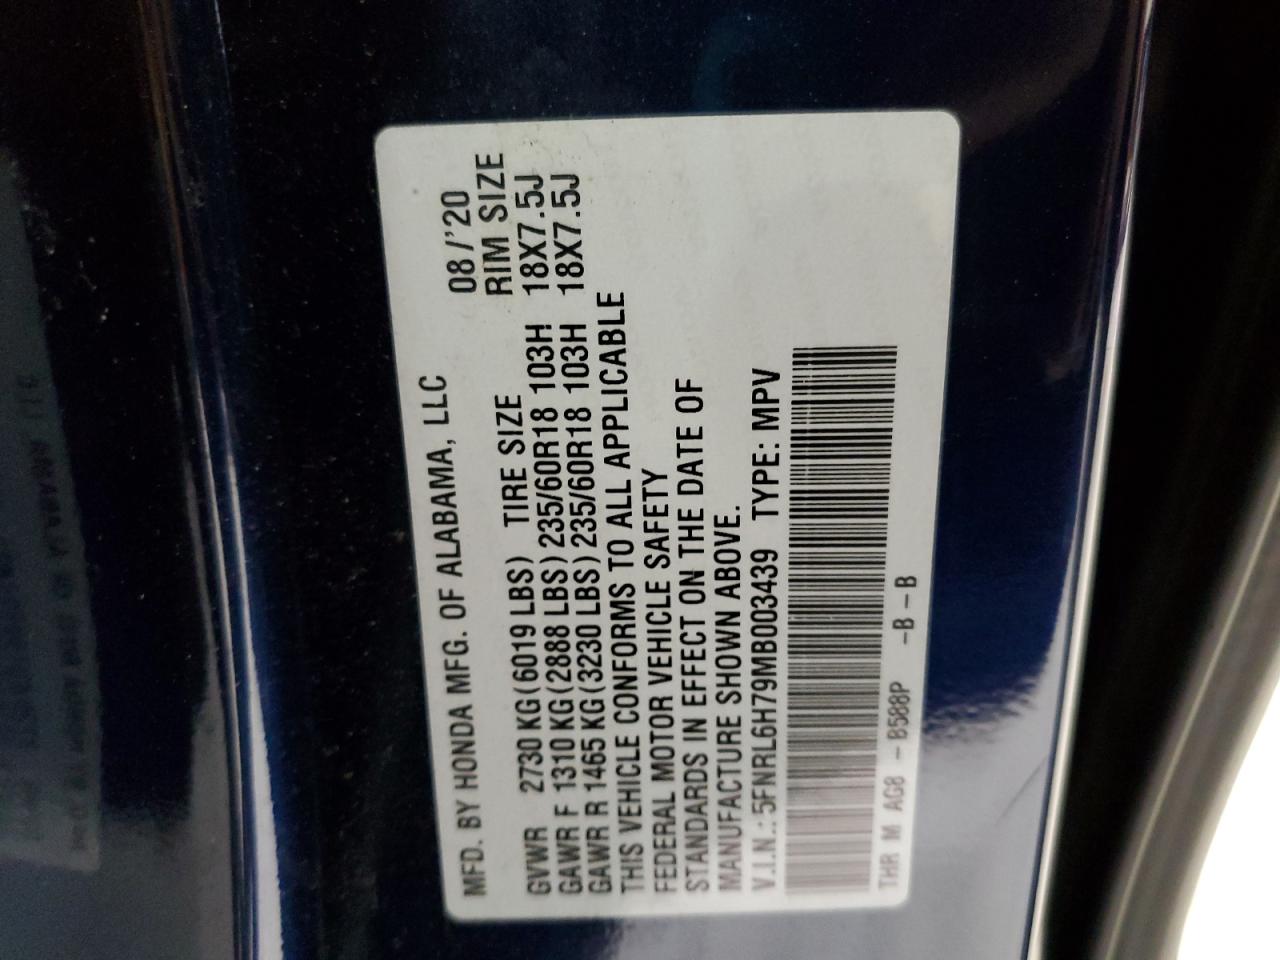 MFD. BY HONDA MFG. OF ALABAMA, LLC 08/'20
GVWR 2730 KG(6019 LBS) TIRE SIZE RIM SIZE
GAWR F 1310 KG(2888 LBS)235/60R18 103H 18X7.5J
GAWR R 1465 KG(3230 LBS)235/60R18 103H 18X7.5J
THIS VEHICLE CONFORMS TO ALL APPLICABLE
FEDERAL MOTOR VEHICLE SAFETY
STANDARDS IN EFFECT ON THE DATE OF
MANUFACTURE SHOWN ABOVE.
V.I.N.:5FNRL6H79MB003439 TYPE: MPV
THR M AG8 -B588P -B-B